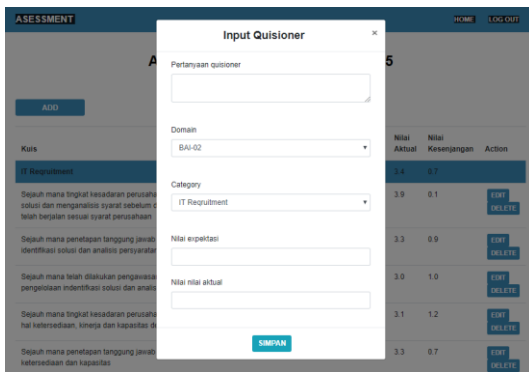 ASESSMENT
HOME
LOG OUT
A
5
ADD
Kuis
Nilai Aktual
Nilai Kesenjangan
Action
IT Reqruitment
3.4
0.7
Sejauh mana tingkat kesadaran perusaha
solusi dan menganalisis syarat sebelum d
telah berjalan sesuai syarat perusahaan
3.9
0.1
EDIT
DELETE
Sejauh mana penetapan tanggung jawab
identifikasi solusi dan analisis persyaratan
3.3
0.9
EDIT
DELETE
Sejauh mana telah dilakukan pengawasa
pengelolaan indentifkasi solusi dan analis
3.0
1.0
EDIT
DELETE
Sejauh mana tingkat kesadaran perusaha
hal ketersediaan, kinerja dan kapasitas de
3.1
1.2
EDIT
DELETE
Sejauh mana penetapan tanggung jawab
ketersediaan dan kapasitas
3.3
0.7
EDIT
DELETE
Input Quisioner
×
Pertanyaan quisioner
Domain
BAI-02
Category
IT Reqruitment
Nilai expektasi
Nilai nilai aktual
SIMPAN